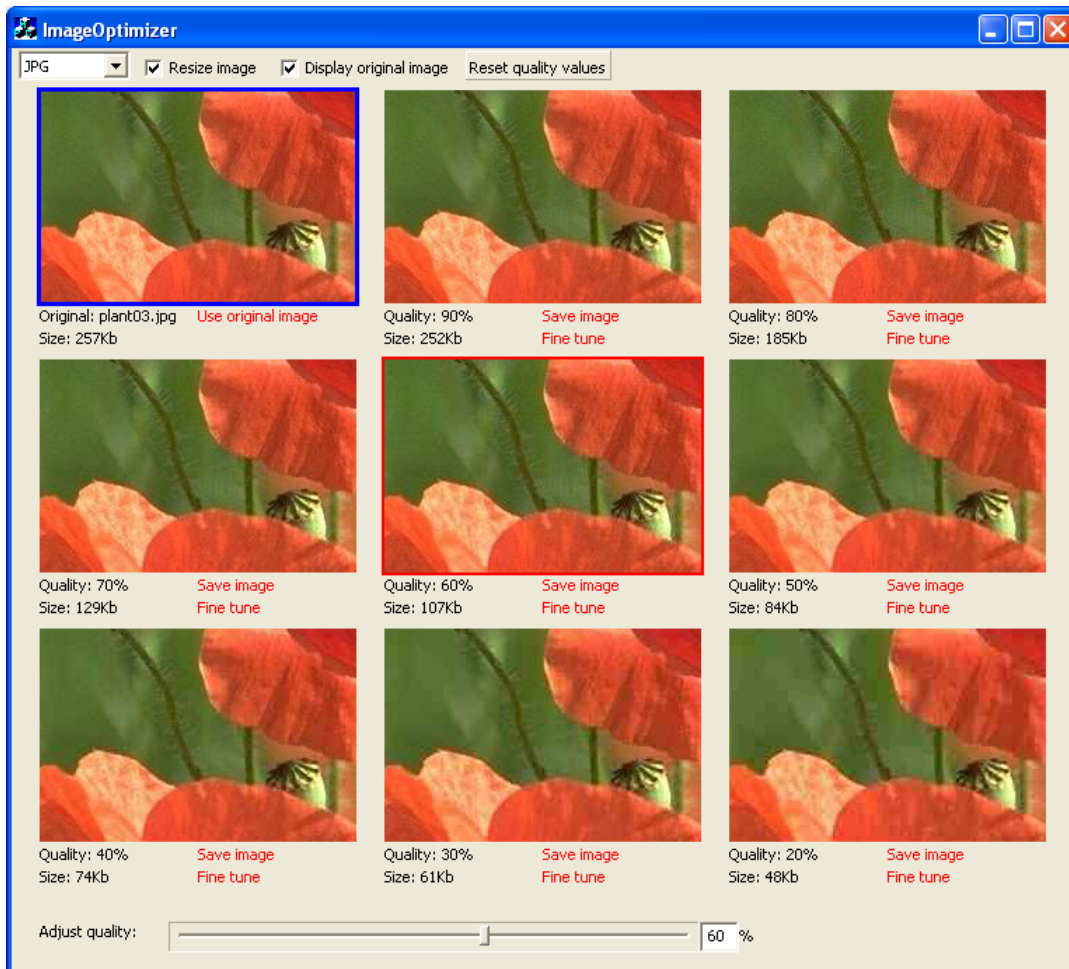 ImageOptimizer
JPG Resize image Display original image Reset quality values
Original: plant03.jpg Use original image
Size: 257Kb
Quality: 90% Save image
Size: 252Kb Fine tune
Quality: 80% Save image
Size: 185Kb Fine tune
Quality: 70% Save image
Size: 129Kb Fine tune
Quality: 60% Save image
Size: 107Kb Fine tune
Quality: 50% Save image
Size: 84Kb Fine tune
Quality: 40% Save image
Size: 74Kb Fine tune
Quality: 30% Save image
Size: 61Kb Fine tune
Quality: 20% Save image
Size: 48Kb Fine tune
Adjust quality: 60 %